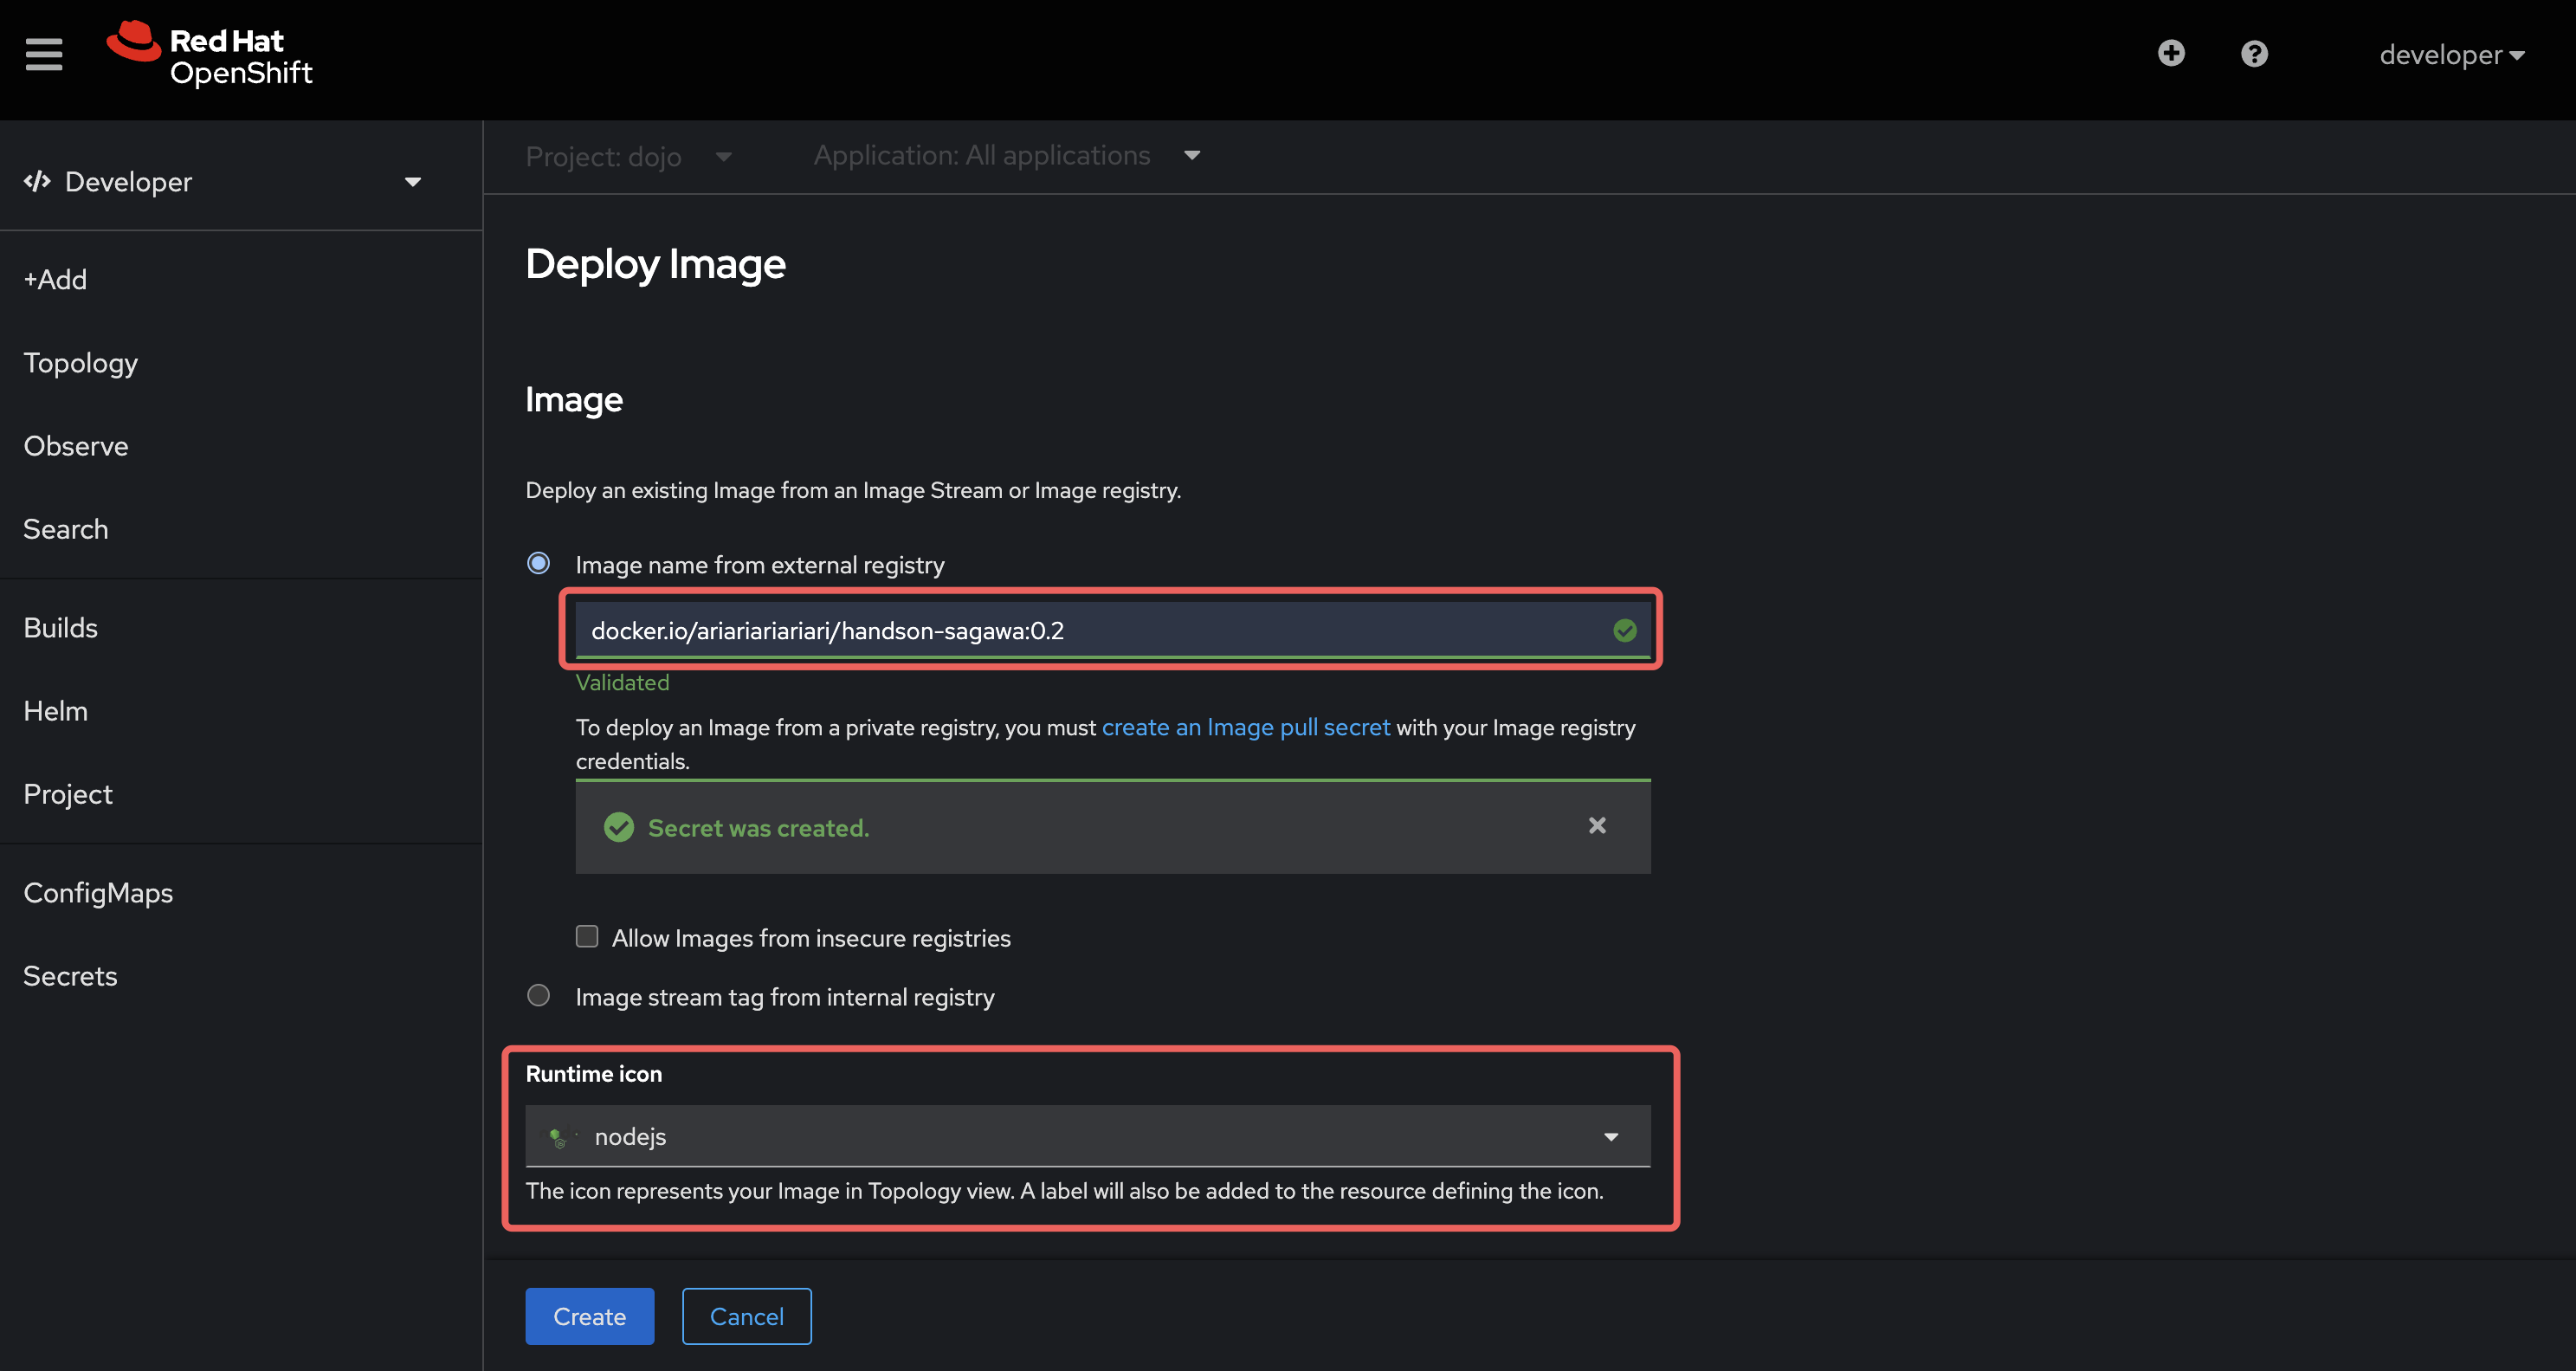 Red Hat
OpenShift
developer
Developer
Project: dojo
Application: All applications
+Add
Topology
Observe
Search
Builds
Helm
Project
ConfigMaps
Secrets
Deploy Image
Image
Deploy an existing Image from an Image Stream or Image registry.
Image name from external registry
docker.io/ariariariariari/handson-sagawa:0.2
Validated
To deploy an Image from a private registry, you must create an Image pull secret with your Image registry
credentials.
Secret was created.
Allow Images from insecure registries
Image stream tag from internal registry
Runtime icon
nodejs
The icon represents your Image in Topology view. A label will also be added to the resource defining the icon.
Create
Cancel